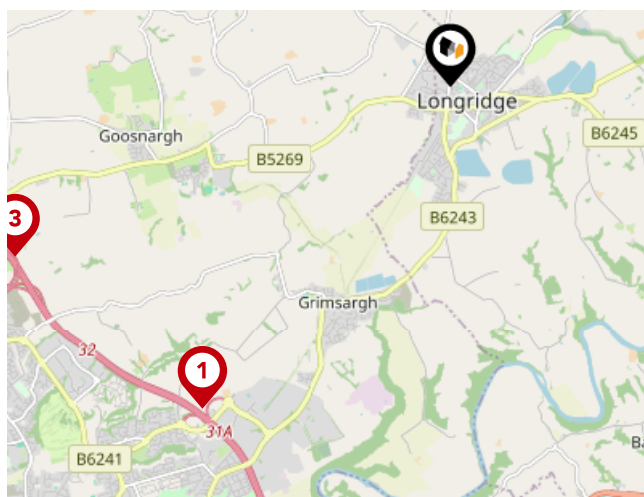 Longridge
Goosnargh
B6245
B5269
B6243
3
Grimsargh
32
1
31A
B6241
Ba